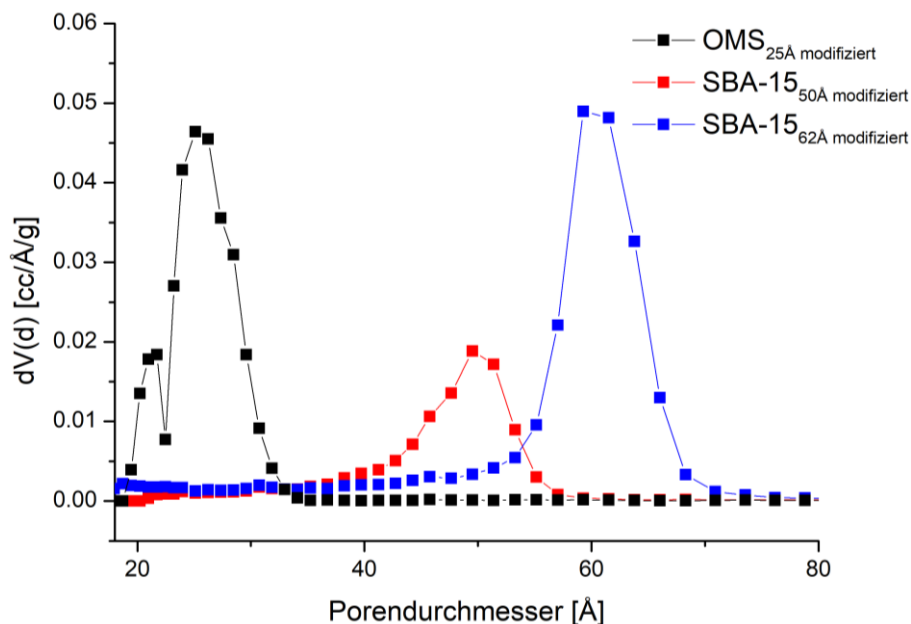 0.06
0.05
0.04
0.03
0.02
0.01
0.00
dV(d) [cc/Å/g]
OMS25Å modifiziert
SBA-1550Å modifiziert
SBA-1562Å modifiziert
20 40 60 80
Porendurchmesser [Å]